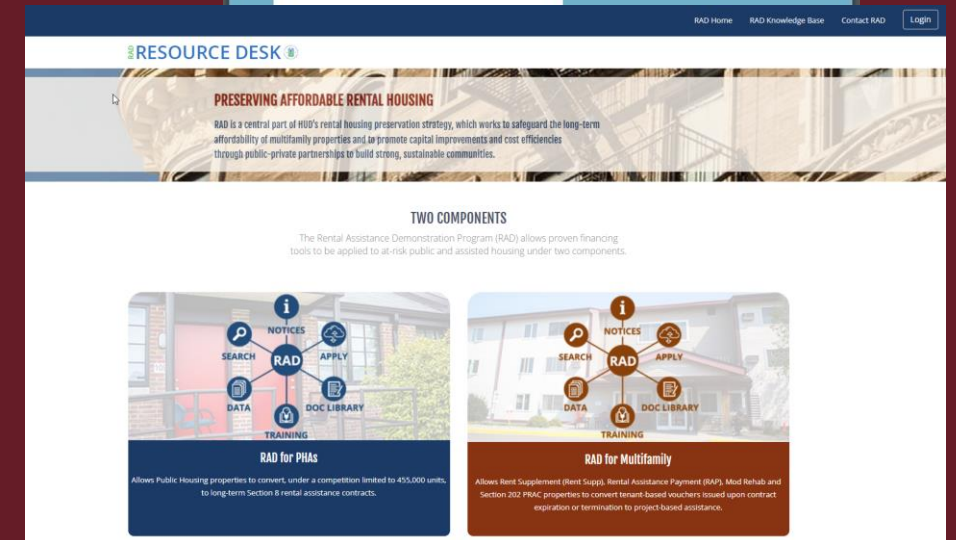 RAD Home RAD Knowledge Base Contact RAD Login
RAD RESOURCE DESK
PRESERVING AFFORDABLE RENTAL HOUSING
RAD is a central part of HUD's rental housing preservation strategy, which works to safeguard the long-term
affordability of multifamily properties and to promote capital improvements and cost efficiencies
through public-private partnerships to build strong, sustainable communities.
TWO COMPONENTS
The Rental Assistance Demonstration Program (RAD) allows proven financing
tools to be applied to at-risk public and assisted housing under two components.
NOTICES
SEARCH
APPLY
RAD
DATA
DOC LIBRARY
TRAINING
RAD for PHAs
Allows Public Housing properties to convert, under a competition limited to 455,000 units,
to long-term Section 8 rental assistance contracts.
NOTICES
SEARCH
APPLY
RAD
DATA
DOC LIBRARY
TRAINING
RAD for Multifamily
Allows Rent Supplement (Rent Supp), Rental Assistance Payment (RAP), Mod Rehab and
Section 202 PRAC properties to convert tenant-based vouchers issued upon contract
expiration or termination to project-based assistance.